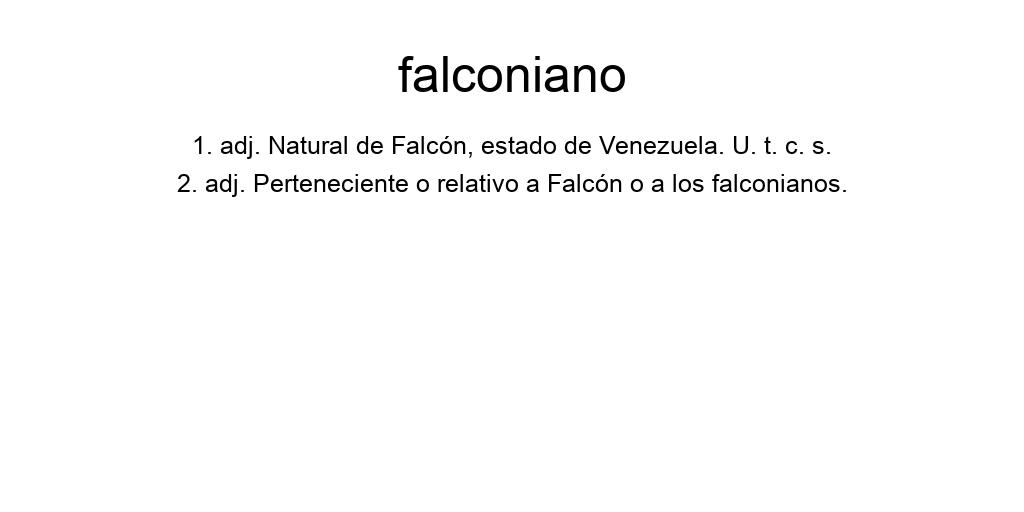 falconiano
1. adj. Natural de Falcón, estado de Venezuela. U. t. c. s.
2. adj. Perteneciente o relativo a Falcón o a los falconianos.